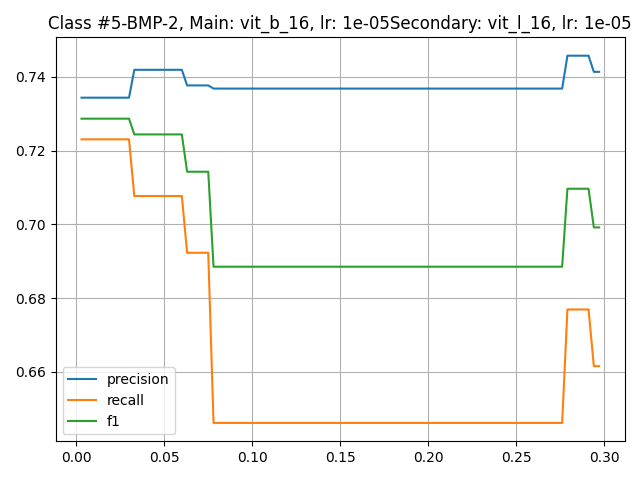 Class #5-BMP-2, Main: vit_b_16, lr: 1e-05Secondary: vit_l_16, lr: 1e-05
0.74
0.72
0.70
0.68
0.66
precision
recall
f1
0.00 0.05 0.10 0.15 0.20 0.25 0.30